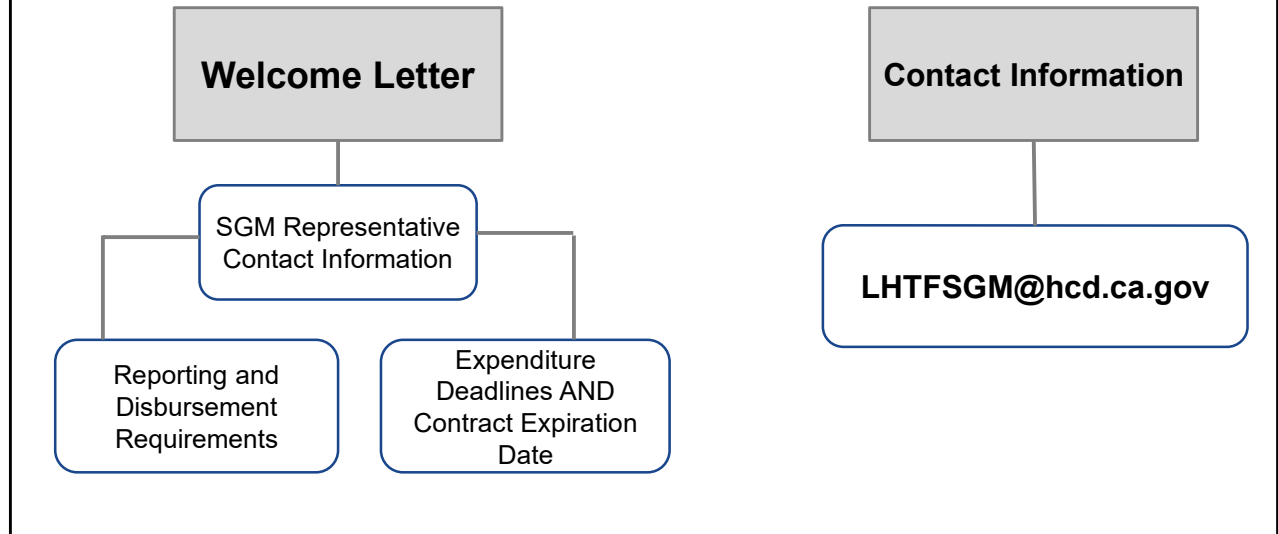 Welcome Letter
SGM Representative
Contact Information
Reporting and
Disbursement
Requirements
Expenditure
Deadlines AND
Contract Expiration
Date
Contact Information
LHTFSGM@hcd.ca.gov